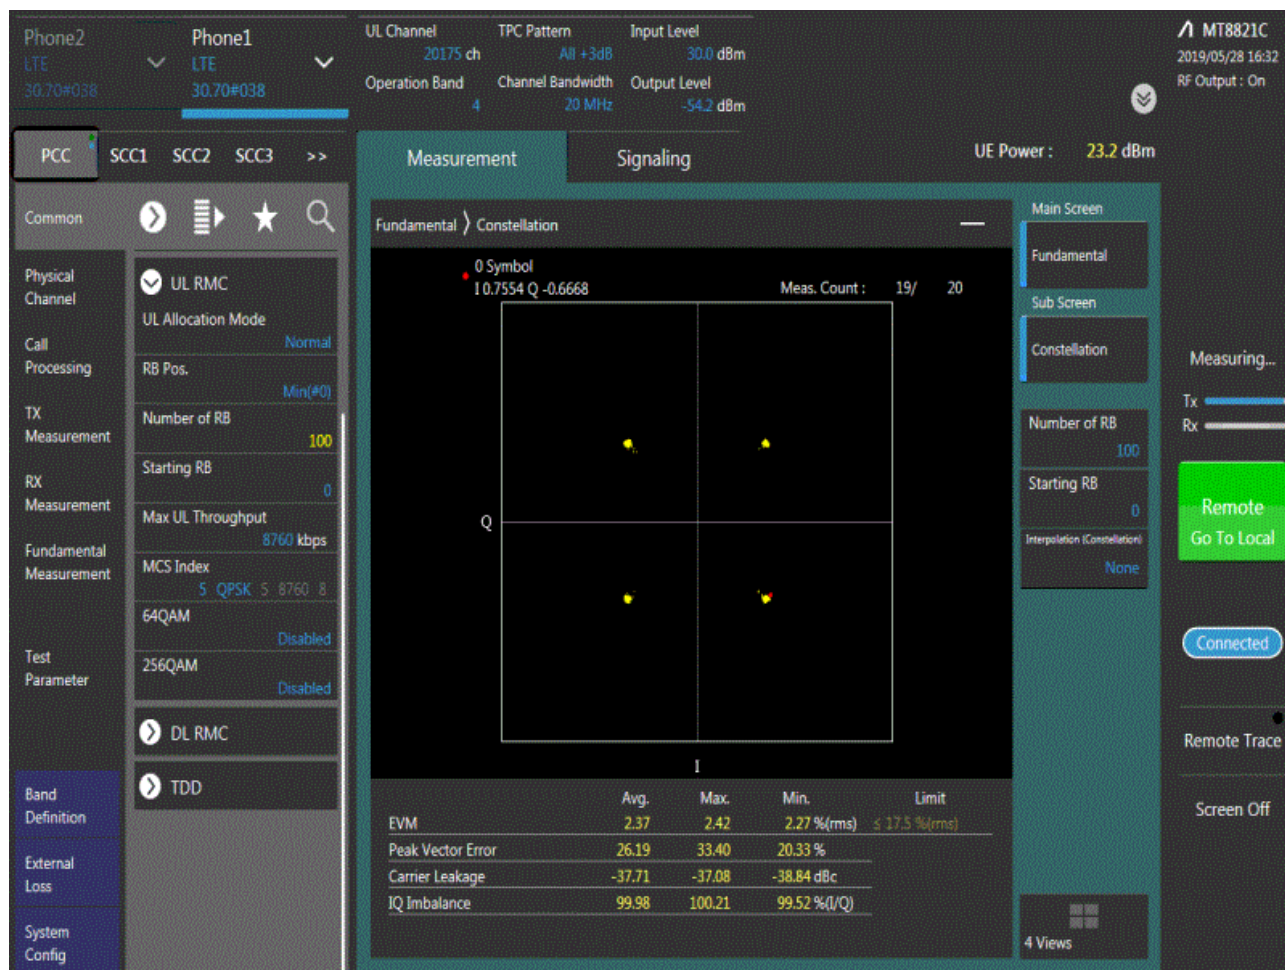 Phone2
LTE
30.70#038
Phone1
LTE
30.70#038
UL Channel
20175 ch
TPC Pattern
All +3dB
Input Level
30.0 dBm
Operation Band
4
Channel Bandwidth
20 MHz
Output Level
-54.2 dBm
MT8821C
2019/05/28 16:32
RF Output : On
PCC SCC1 SCC2 SCC3 >>
Measurement
Signaling
UE Power : 23.2 dBm
Common
Physical
Channel
Call
Processing
TX
Measurement
RX
Measurement
Fundamental
Measurement
Test
Parameter
Band
Definition
External
Loss
System
Config
UL RMC
UL Allocation Mode
Normal
RB Pos.
Min(#0)
Number of RB
100
Starting RB
0
Max UL Throughput
8760 kbps
MCS Index
5 QPSK 5 8760 8
64QAM
Disabled
256QAM
Disabled
DL RMC
TDD
Fundamental 〉 Constellation
0 Symbol
I 0.7554 Q -0.6668
Meas. Count : 19/ 20
Q
I
Avg. Max. Min. Limit
EVM 2.37 2.42 2.27 %(rms) ≤ 17.5 %(rms)
Peak Vector Error 26.19 33.40 20.33 %
Carrier Leakage -37.71 -37.08 -38.84 dBc
IQ Imbalance 99.98 100.21 99.52 %(I/Q)
Main Screen
Fundamental
Sub Screen
Constellation
Number of RB
100
Starting RB
0
Interpolation (Constellation)
None
4 Views
Measuring...
Tx
Rx
Remote
Go To Local
Connected
Remote Trace
Screen Off